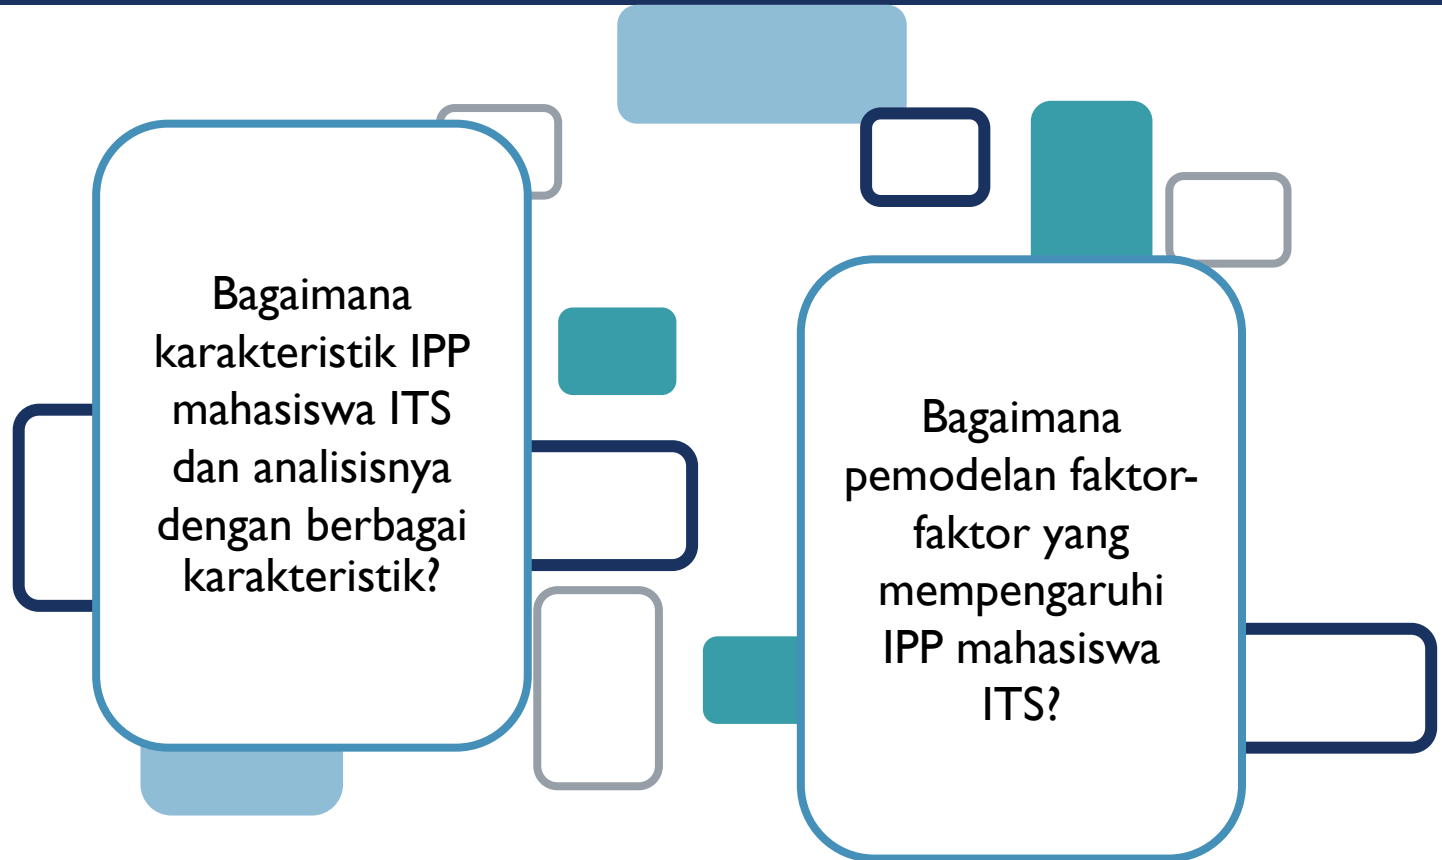 Bagaimana
karakteristik IPP
mahasiswa ITS
dan analisisnya
dengan berbagai
karakteristik?
Bagaimana
pemodelan faktor-
faktor yang
mempengaruhi
IPP mahasiswa
ITS?